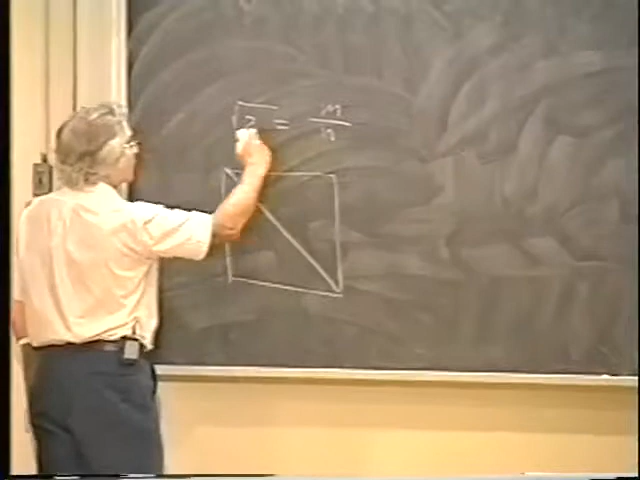 √2 = m/n